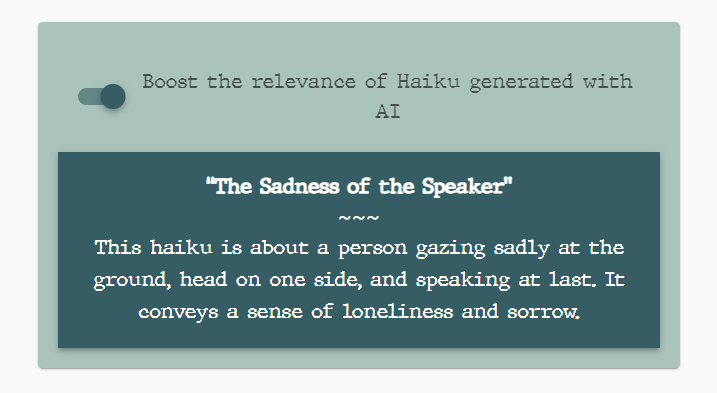 Boost the relevance of Haiku generated with
AI
"The Sadness of the Speaker"
~~~
This haiku is about a person gazing sadly at the
ground, head on one side, and speaking at last. It
conveys a sense of loneliness and sorrow.